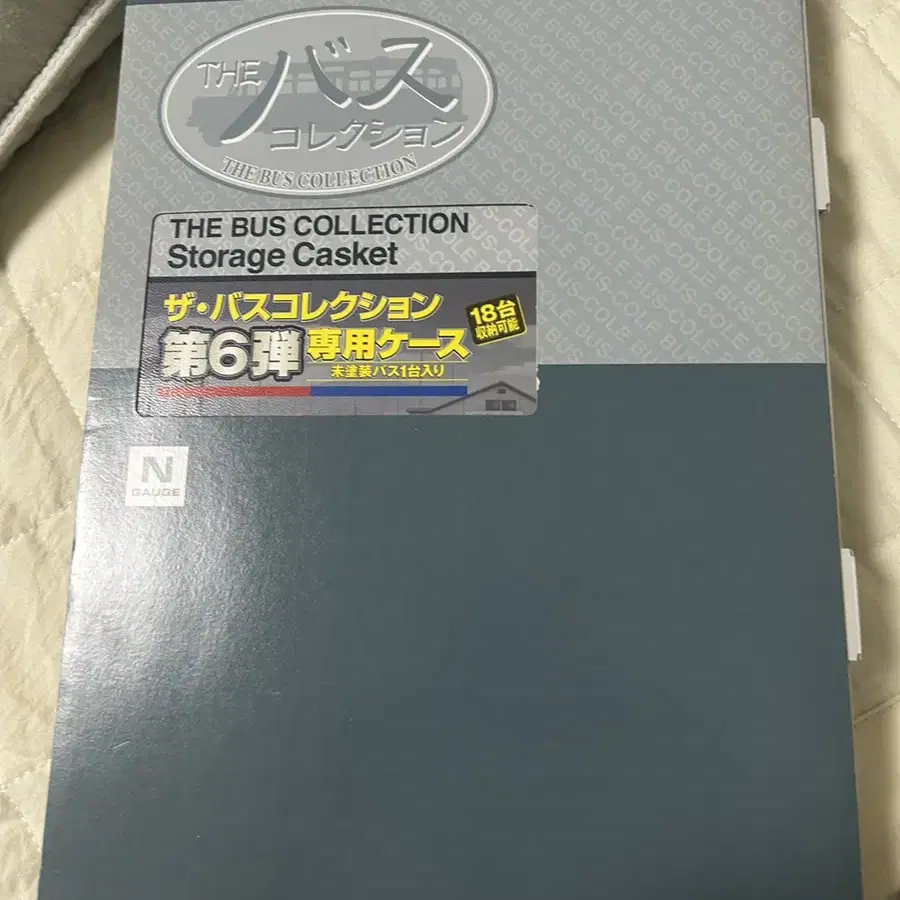 THE バス
コレクション
THE BUS COLLECTION
THE BUS COLLECTION
Storage Casket
ザ・バスコレクション
第6弾 専用ケース
18台
収納可能
未塗装バス1台入り
N
GAUGE